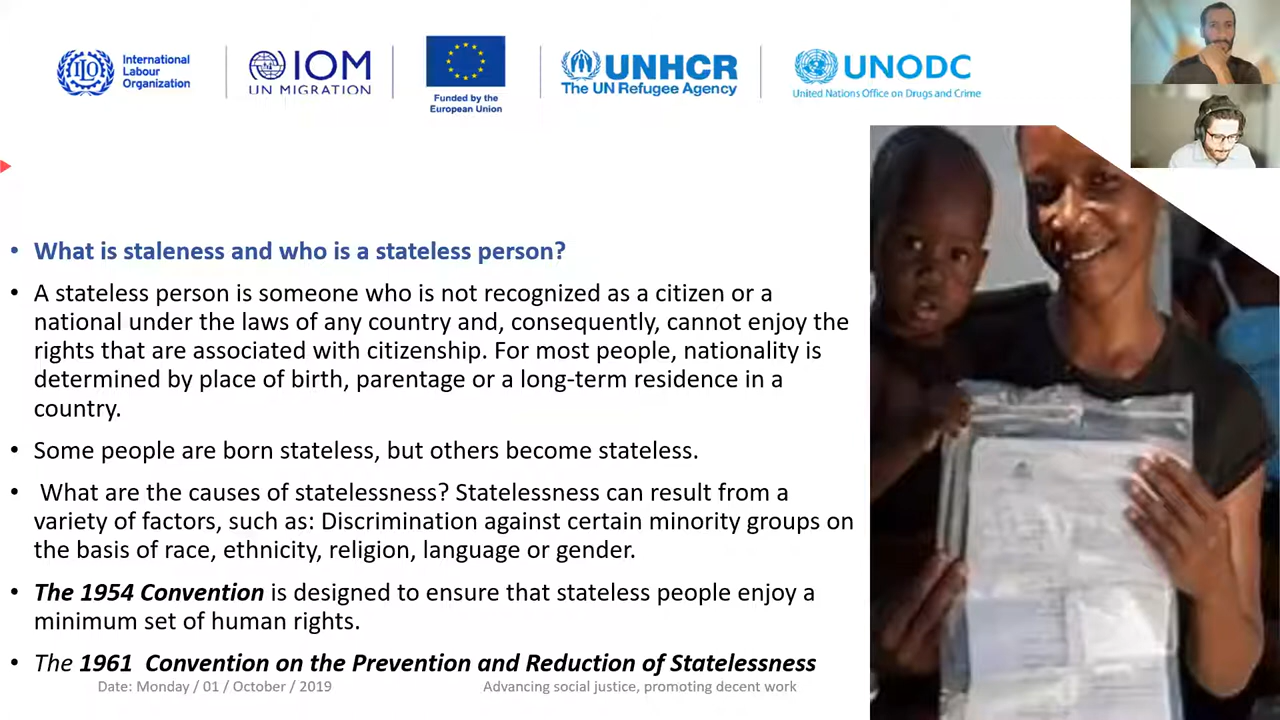 International
Labour
Organization
IOM
UN MIGRATION
Funded by the
European Union
UNHCR
The UN Refugee Agency
UNODC
United Nations Office on Drugs and Crime
• What is staleness and who is a stateless person?
• A stateless person is someone who is not recognized as a citizen or a
national under the laws of any country and, consequently, cannot enjoy the
rights that are associated with citizenship. For most people, nationality is
determined by place of birth, parentage or a long-term residence in a
country.
• Some people are born stateless, but others become stateless.
• What are the causes of statelessness? Statelessness can result from a
variety of factors, such as: Discrimination against certain minority groups on
the basis of race, ethnicity, religion, language or gender.
• The 1954 Convention is designed to ensure that stateless people enjoy a
minimum set of human rights.
• The 1961 Convention on the Prevention and Reduction of Statelessness
Date: Monday / 01 / October / 2019
Advancing social justice, promoting decent work